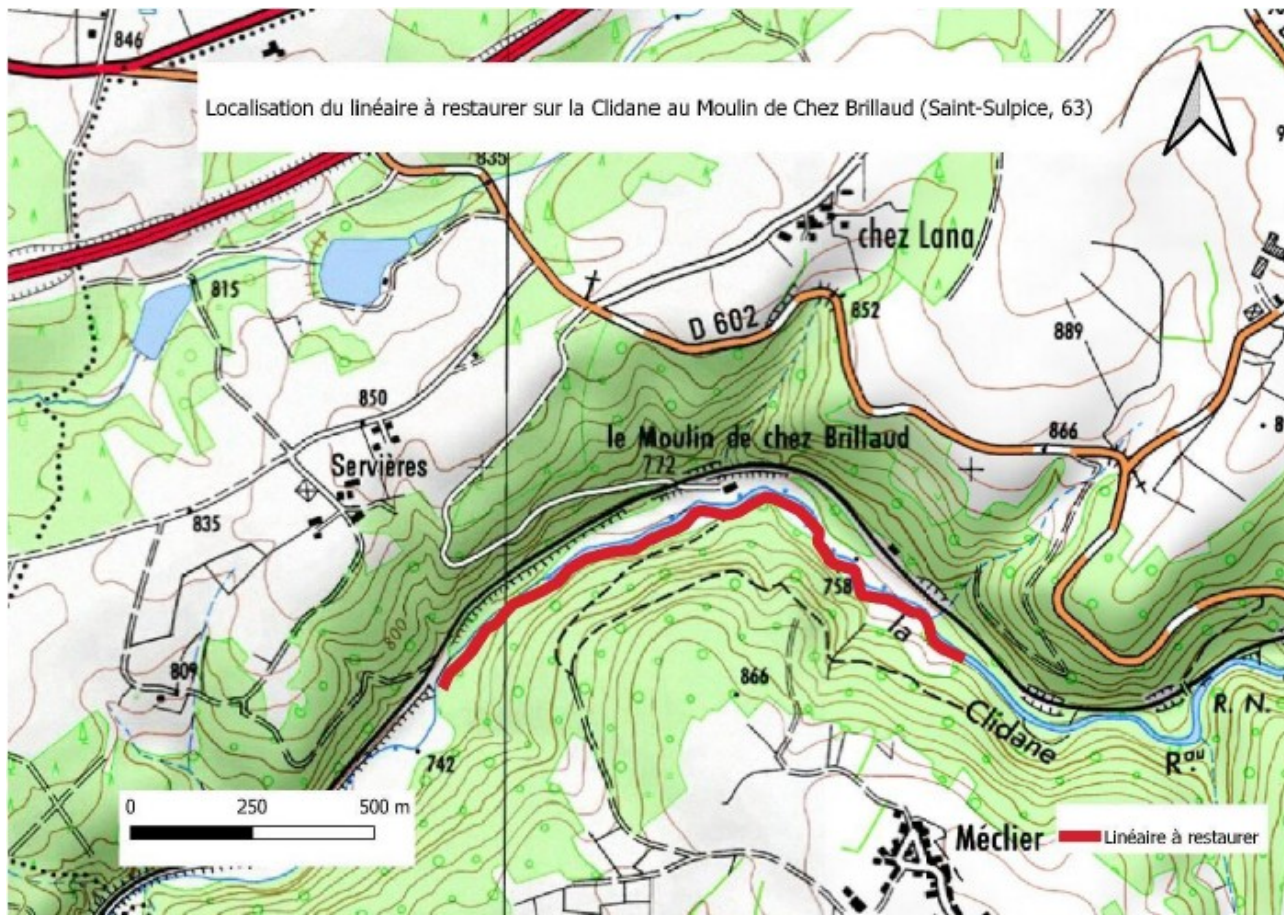 846
Localisation du linéaire à restaurer sur la Clidane au Moulin de Chez Brillaud (Saint-Sulpice, 63)
835
chez Lana
815
D 602
852
889
850
866
le Moulin de chez Brillaud
772
Servières
835
758
800
la
809
866
Clidane
R. N.
Rau
742
0 250 500 m
Méclier
Linéaire à restaurer